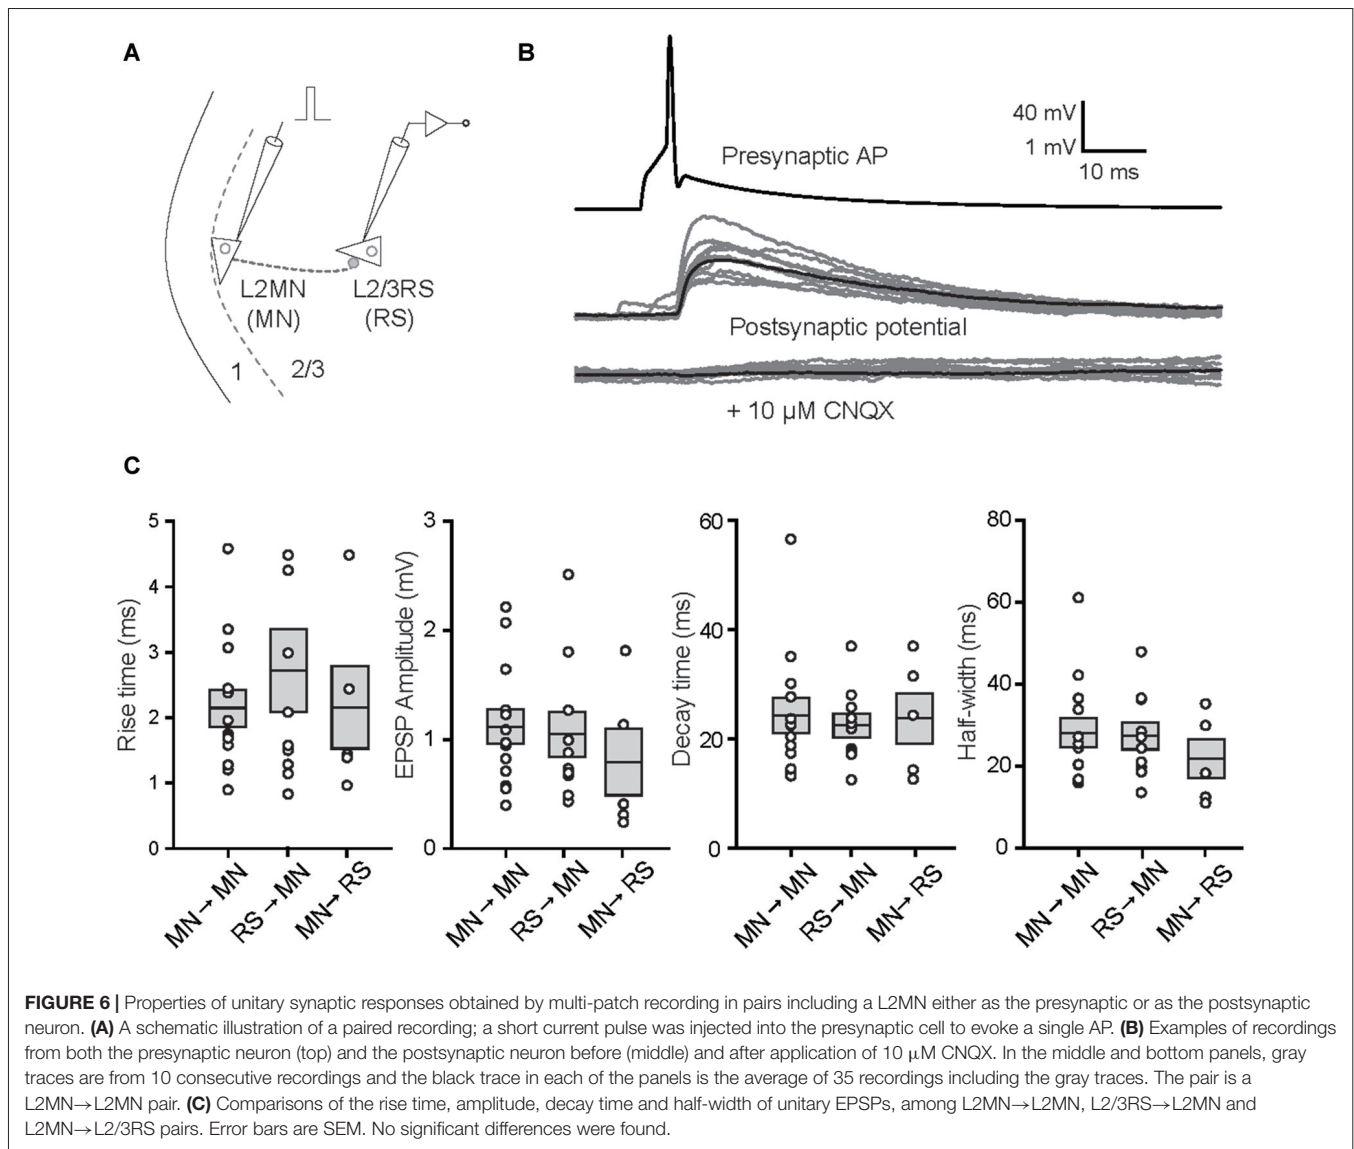 A
B
40 mV
1 mV
10 ms
Presynaptic AP
L2MN
(MN)
L2/3RS
(RS)
1
2/3
Postsynaptic potential
+ 10 µM CNQX
C
Rise time (ms)
5
4
3
2
1
0
MN→MN
RS→MN
MN→RS
EPSP Amplitude (mV)
3
2
1
0
MN→MN
RS→MN
MN→RS
Decay time (ms)
60
40
20
0
MN→MN
RS→MN
MN→RS
Half-width (ms)
80
60
40
20
0
MN→MN
RS→MN
MN→RS
FIGURE 6 | Properties of unitary synaptic responses obtained by multi-patch recording in pairs including a L2MN either as the presynaptic or as the postsynaptic
neuron. (A) A schematic illustration of a paired recording; a short current pulse was injected into the presynaptic cell to evoke a single AP. (B) Examples of recordings
from both the presynaptic neuron (top) and the postsynaptic neuron before (middle) and after application of 10 µM CNQX. In the middle and bottom panels, gray
traces are from 10 consecutive recordings and the black trace in each of the panels is the average of 35 recordings including the gray traces. The pair is a
L2MN→L2MN pair. (C) Comparisons of the rise time, amplitude, decay time and half-width of unitary EPSPs, among L2MN→L2MN, L2/3RS→L2MN and
L2MN→L2/3RS pairs. Error bars are SEM. No significant differences were found.